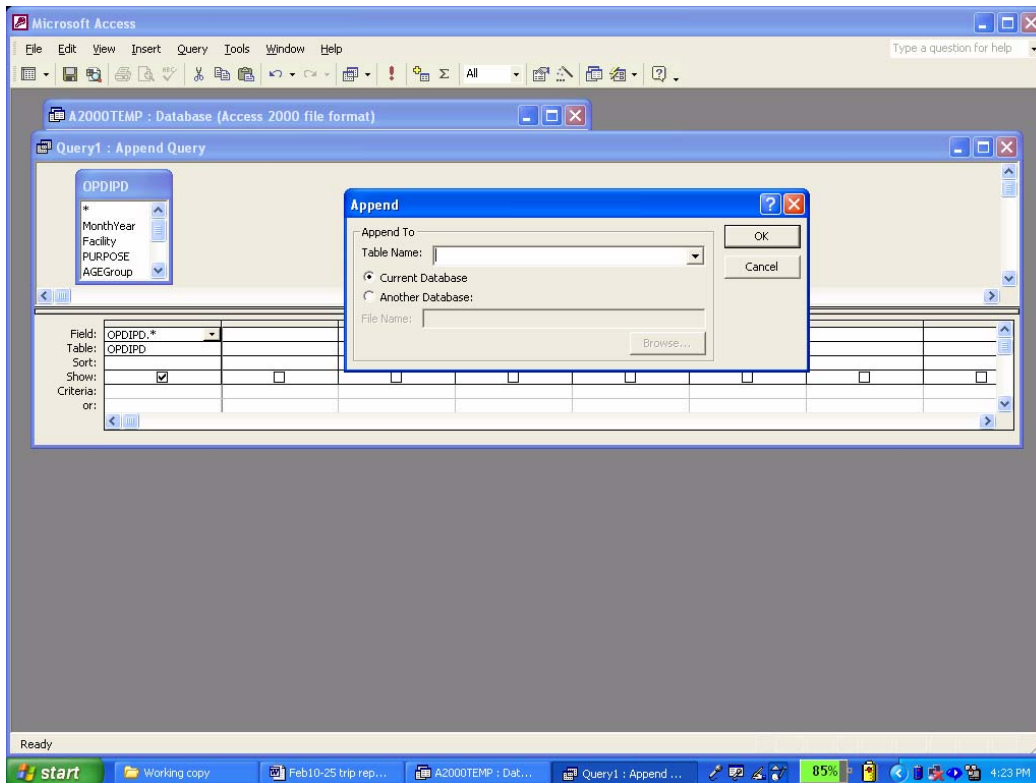 Microsoft Access
File Edit View Insert Query Tools Window Help
Type a question for help
All
A2000TEMP : Database (Access 2000 file format)
Query1 : Append Query
OPDIPD
*
MonthYear
Facility
PURPOSE
AGEGroup
Append
Append To
Table Name:
Current Database
Another Database:
File Name:
Browse...
OK
Cancel
Field: OPDIPD.*
Table: OPDIPD
Sort:
Show:
Criteria:
or:
Ready
start Working copy Feb10-25 trip rep... A2000TEMP : Dat... Query1 : Append ... 85% 4:23 PM